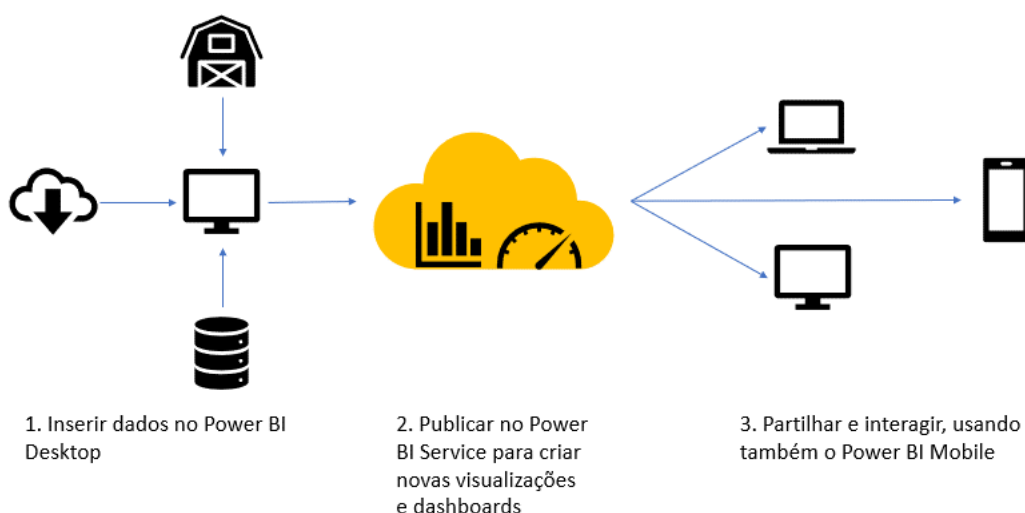 1. Inserir dados no Power BI
Desktop
2. Publicar no Power
BI Service para criar
novas visualizações
e dashboards
3. Partilhar e interagir, usando
também o Power BI Mobile